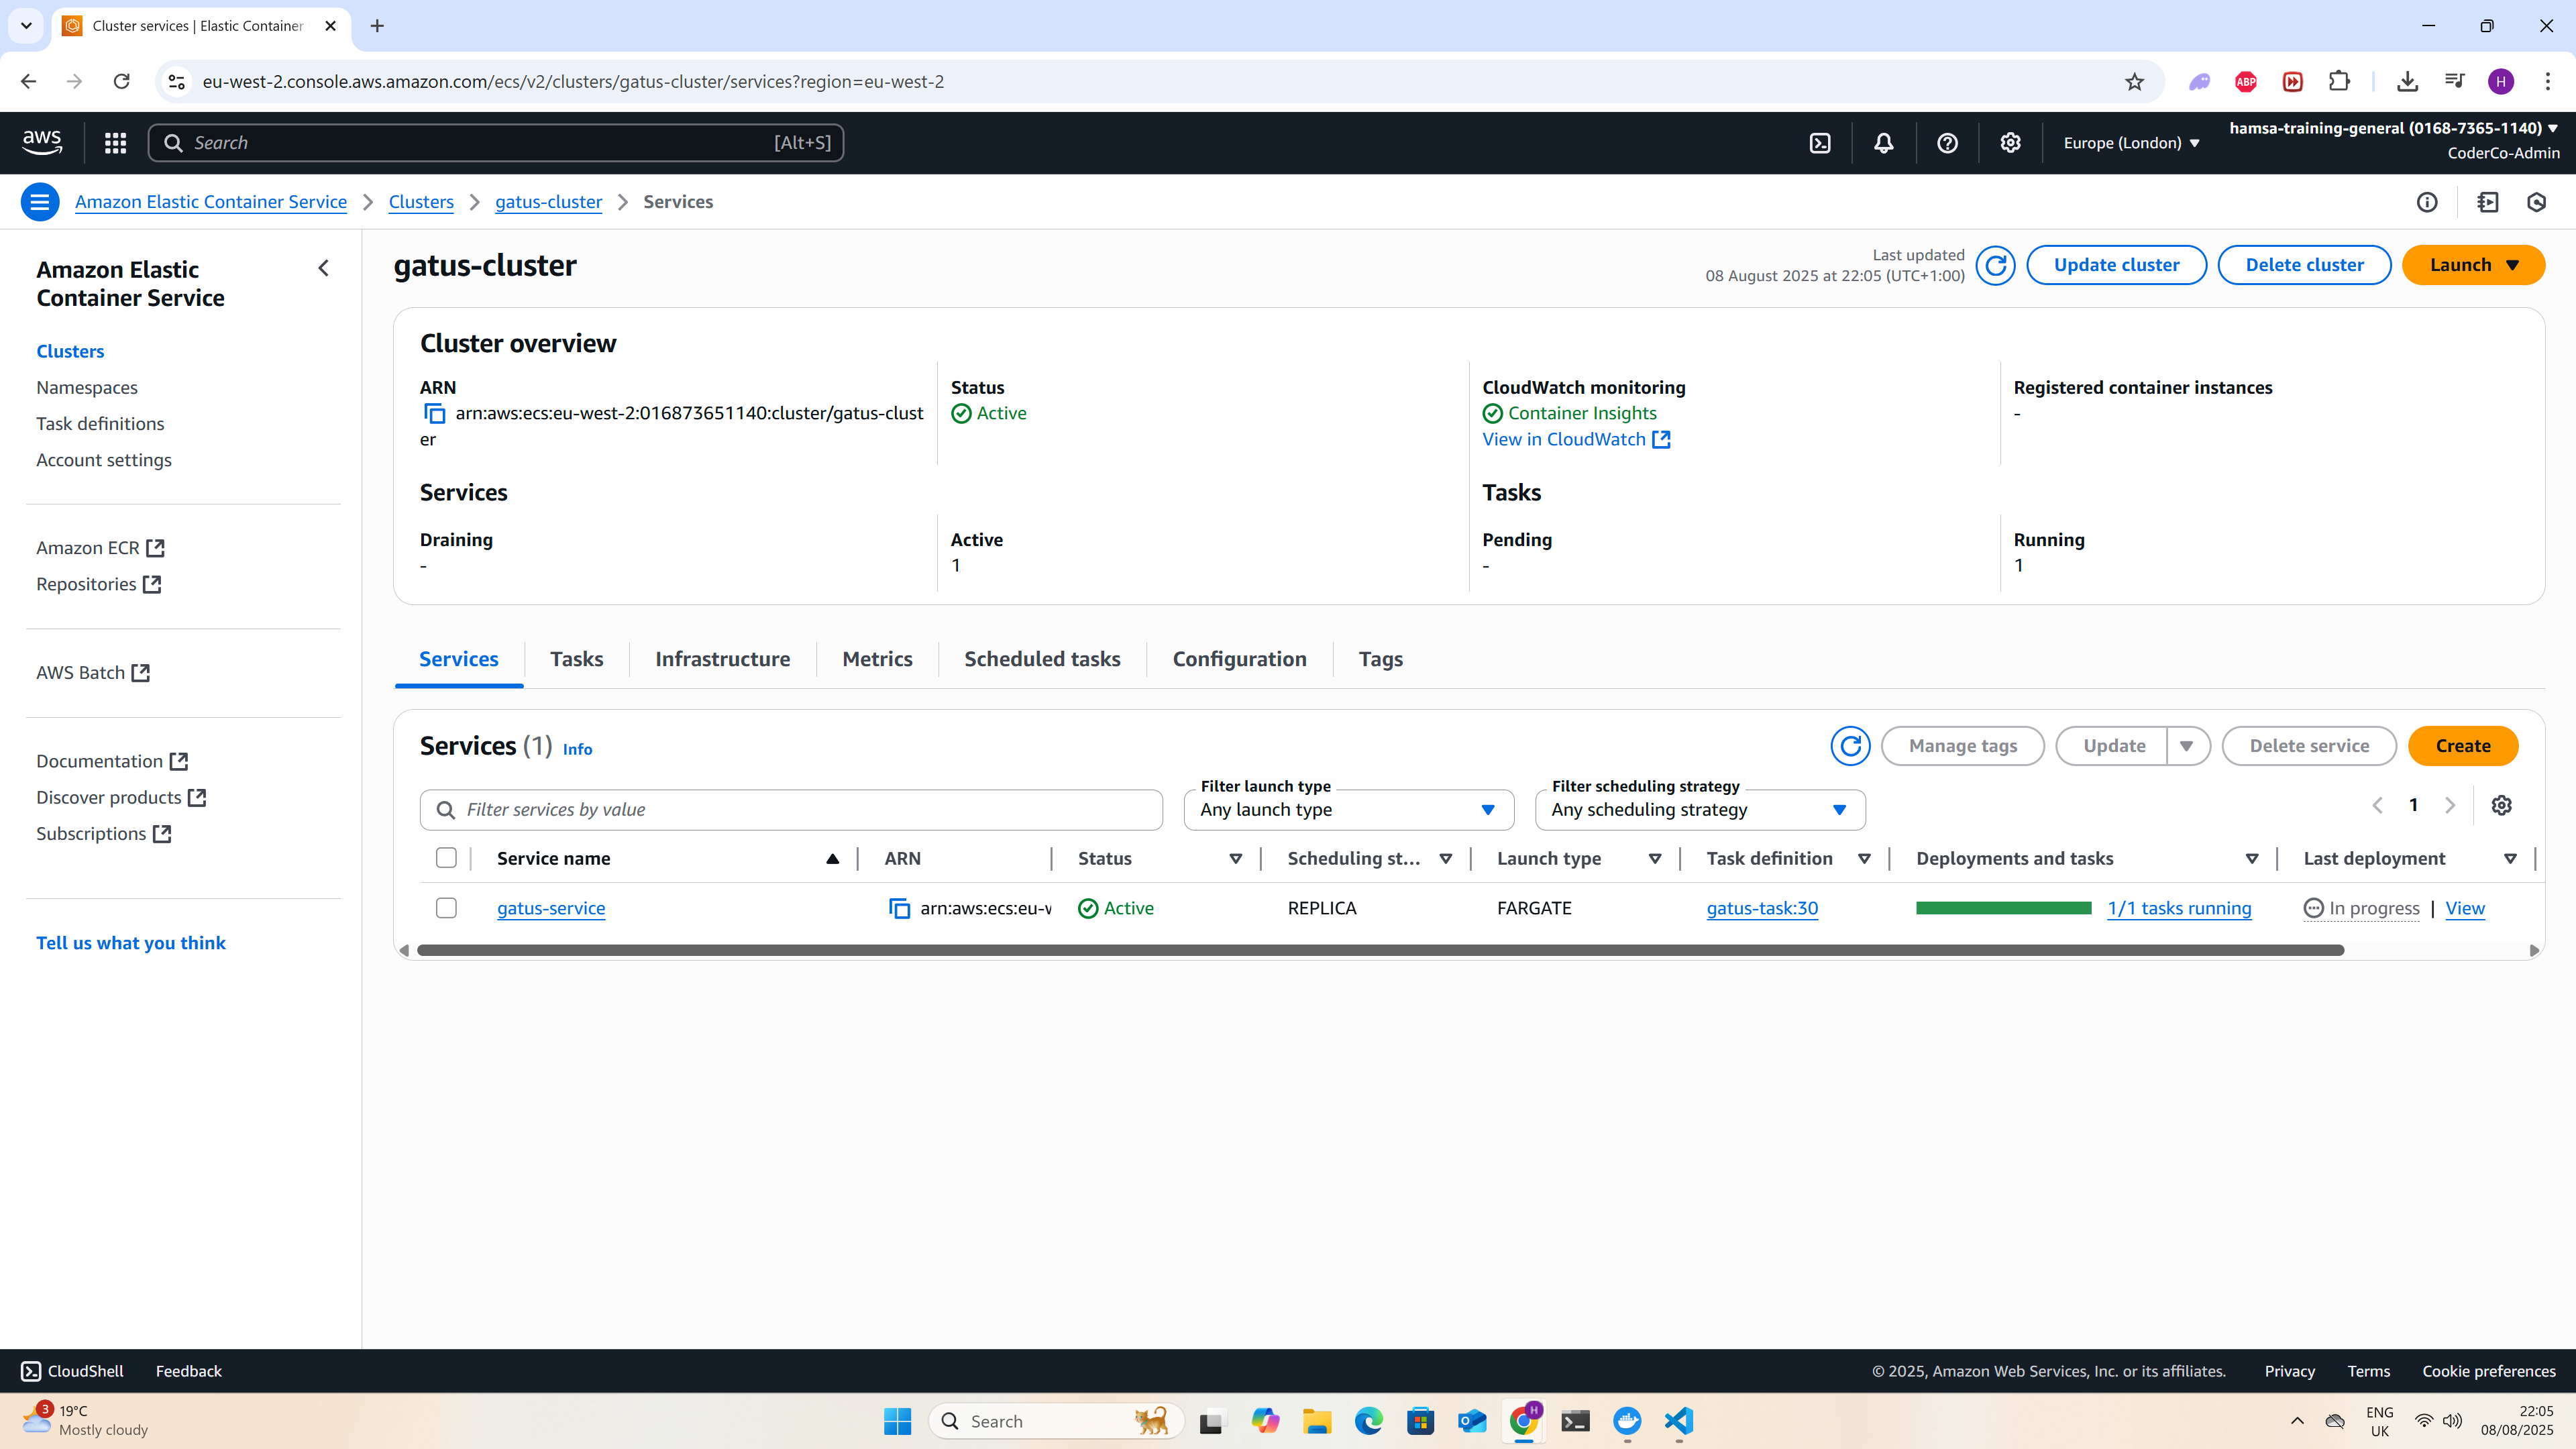 Cluster services | Elastic Container
eu-west-2.console.aws.amazon.com/ecs/v2/clusters/gatus-cluster/services?region=eu-west-2
ABP
H
aws
Search
[Alt+S]
Europe (London)
hamsa-training-general (0168-7365-1140)
CoderCo-Admin
Amazon Elastic Container Service
Clusters
gatus-cluster
Services
Amazon Elastic
Container Service
Clusters
Namespaces
Task definitions
Account settings
Amazon ECR
Repositories
AWS Batch
Documentation
Discover products
Subscriptions
Tell us what you think
gatus-cluster
Last updated
08 August 2025 at 22:05 (UTC+1:00)
Update cluster
Delete cluster
Launch
Cluster overview
ARN
arn:aws:ecs:eu-west-2:016873651140:cluster/gatus-clust
er
Status
Active
CloudWatch monitoring
Container Insights
View in CloudWatch
Registered container instances
-
Services
Tasks
Draining
-
Active
1
Pending
-
Running
1
Services
Tasks
Infrastructure
Metrics
Scheduled tasks
Configuration
Tags
Services (1) Info
Manage tags
Update
Delete service
Create
Filter services by value
Filter launch type
Any launch type
Filter scheduling strategy
Any scheduling strategy
1
Service name
ARN
Status
Scheduling st...
Launch type
Task definition
Deployments and tasks
Last deployment
gatus-service
arn:aws:ecs:eu-v
Active
REPLICA
FARGATE
gatus-task:30
1/1 tasks running
In progress | View
CloudShell
Feedback
© 2025, Amazon Web Services, Inc. or its affiliates.
Privacy
Terms
Cookie preferences
3
19°C
Mostly cloudy
Search
H
ENG
UK
22:05
08/08/2025